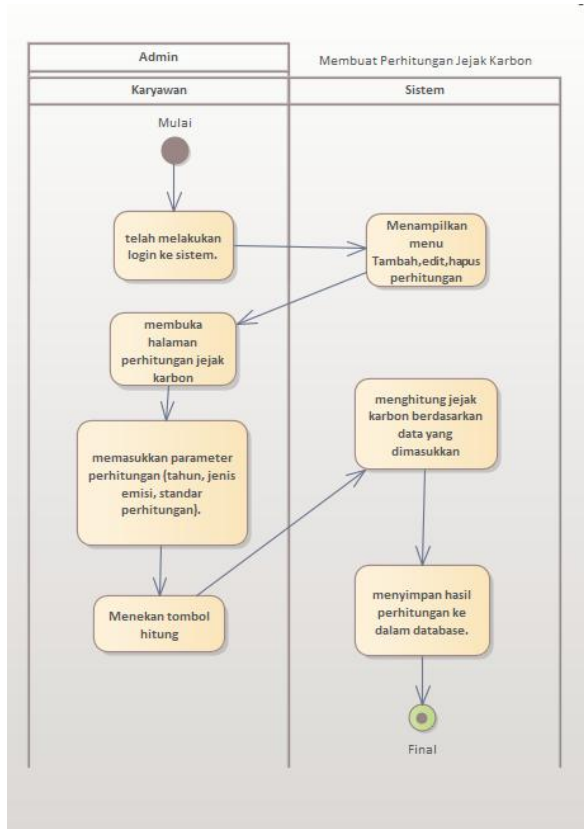 Admin
Membuat Perhitungan Jejak Karbon
Karyawan
Sistem
Mulai
telah melakukan
login ke sistem.
Menampilkan
menu
Tambah,edit,hapus
perhitungan
membuka
halaman
perhitungan jejak
karbon
memasukkan parameter
perhitungan (tahun, jenis
emisi, standar
perhitungan).
Menekan tombol
hitung
menghitung jejak
karbon berdasarkan
data yang
dimasukkan
menyimpan hasil
perhitungan ke
dalam database.
Final